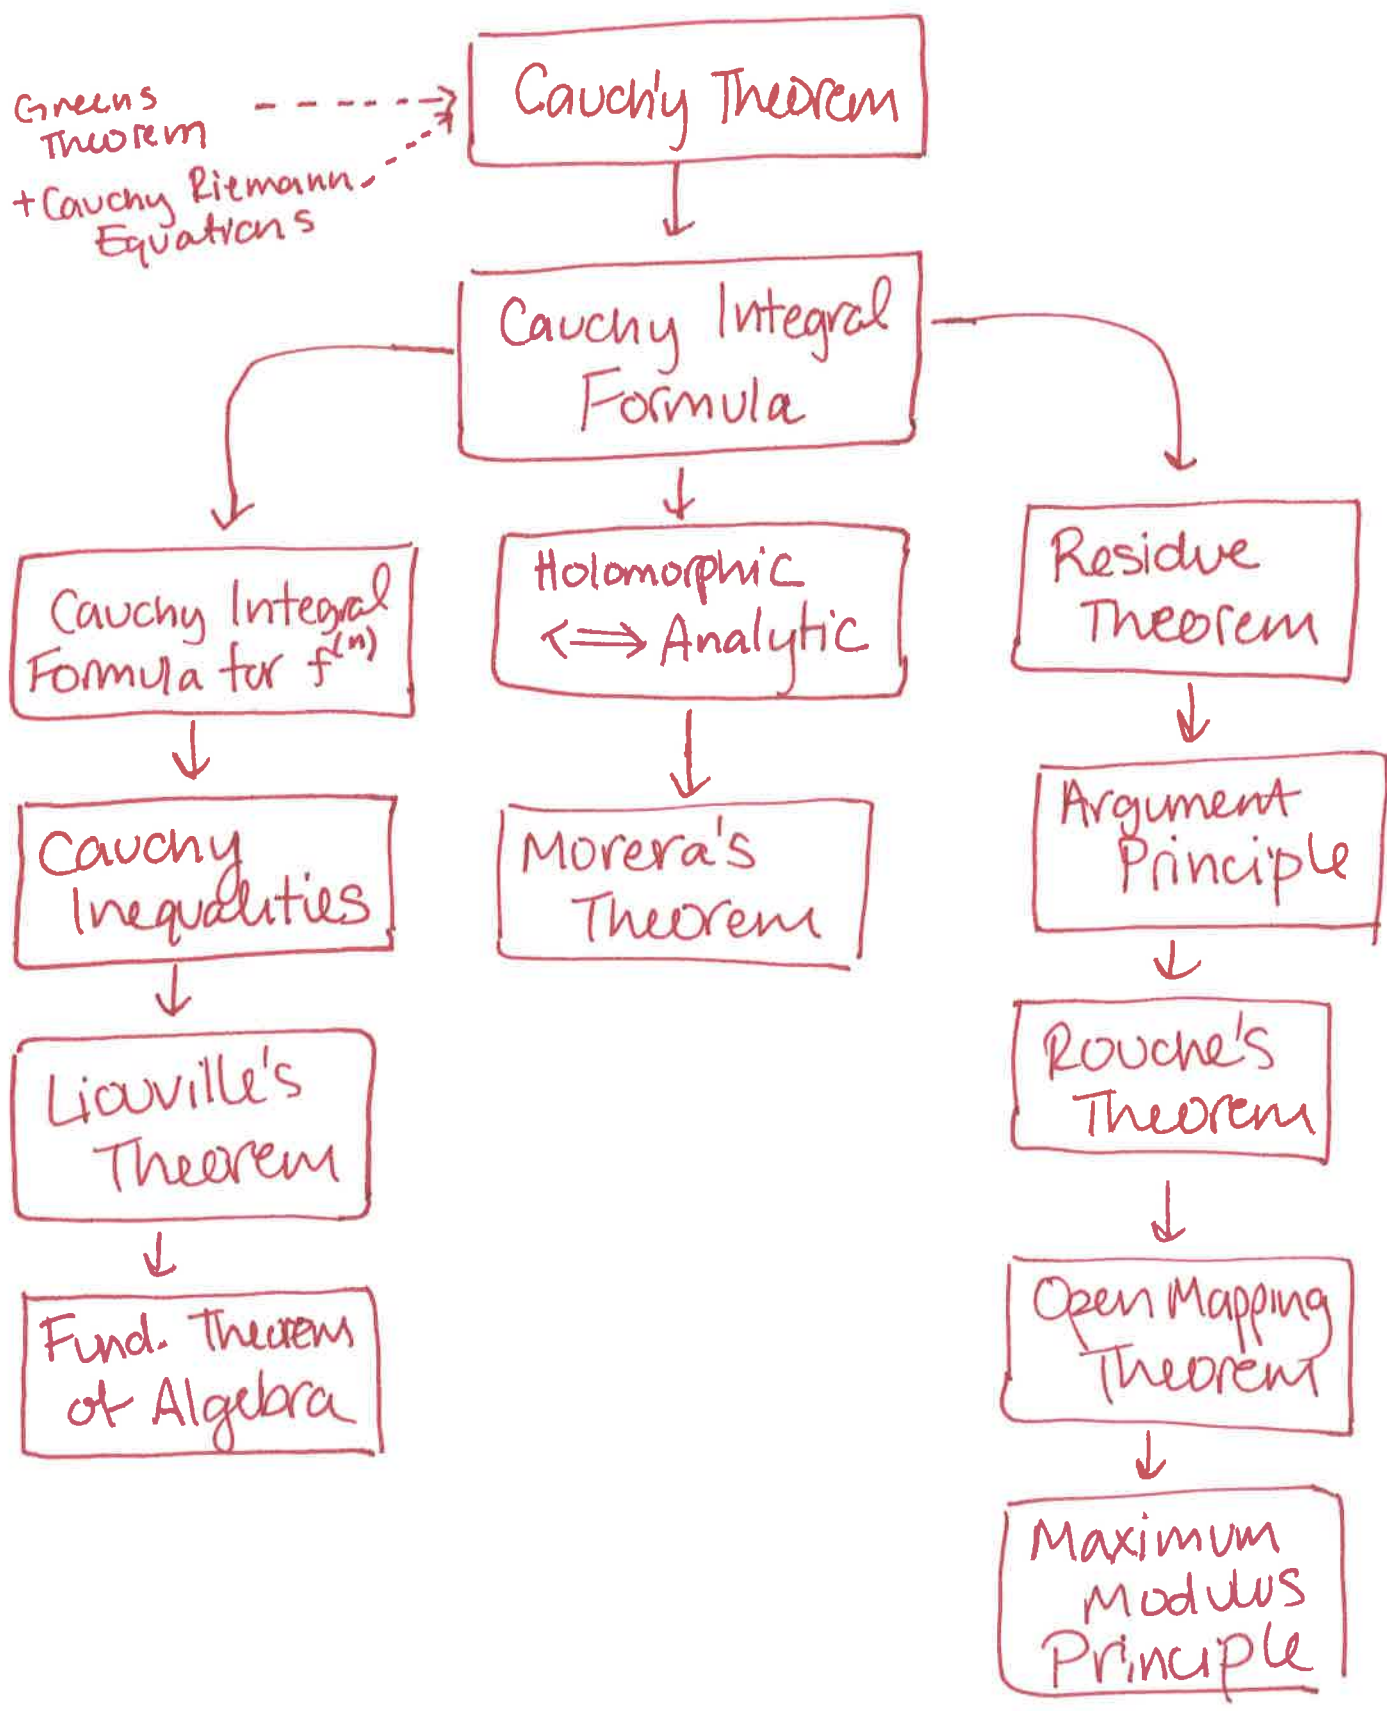 Greens
Theorem
+ Cauchy Riemann
Equations
Cauchy Theorem
Cauchy Integral
Formula
Cauchy Integral
Formula for f^(n)
Holomorphic
<=> Analytic
Residue
Theorem
Cauchy
Inequalities
Morera's
Theorem
Argument
Principle
Liouville's
Theorem
Rouche's
Theorem
Fund. Theorem
of Algebra
Open Mapping
Theorem
Maximum
Modulus
Principle